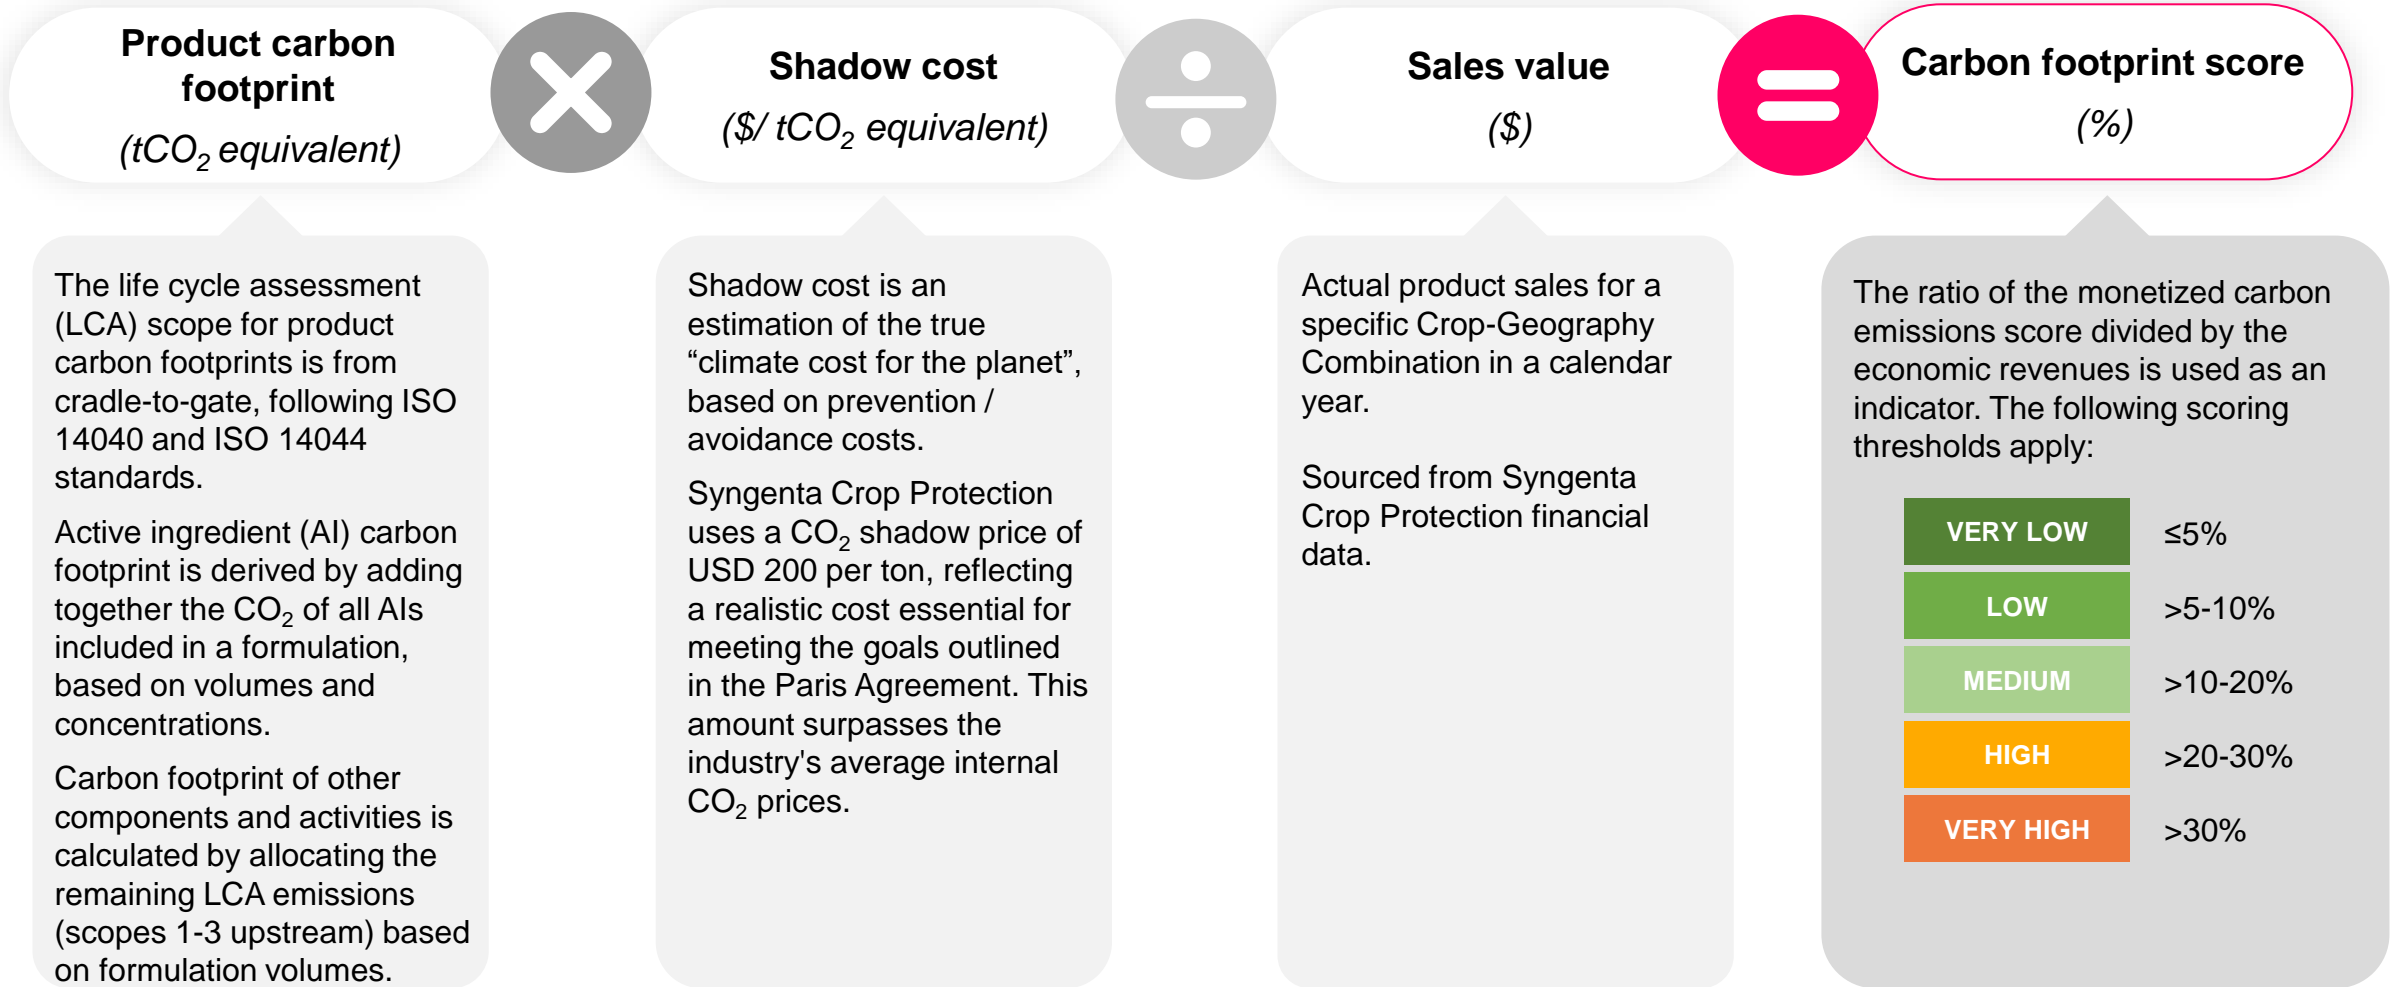 Product carbon
footprint
(tCO₂ equivalent)
Shadow cost
($/ tCO₂ equivalent)
Sales value
($)
Carbon footprint score
(%)
The life cycle assessment
(LCA) scope for product
carbon footprints is from
cradle-to-gate, following ISO
14040 and ISO 14044
standards.
Active ingredient (AI) carbon
footprint is derived by adding
together the CO₂ of all AIs
included in a formulation,
based on volumes and
concentrations.
Carbon footprint of other
components and activities is
calculated by allocating the
remaining LCA emissions
(scopes 1-3 upstream) based
on formulation volumes.
Shadow cost is an
estimation of the true
“climate cost for the planet”,
based on prevention /
avoidance costs.
Syngenta Crop Protection
uses a CO₂ shadow price of
USD 200 per ton, reflecting
a realistic cost essential for
meeting the goals outlined
in the Paris Agreement. This
amount surpasses the
industry's average internal
CO₂ prices.
Actual product sales for a
specific Crop-Geography
Combination in a calendar
year.
Sourced from Syngenta
Crop Protection financial
data.
The ratio of the monetized carbon
emissions score divided by the
economic revenues is used as an
indicator. The following scoring
thresholds apply:
VERY LOW ≤5%
LOW >5-10%
MEDIUM >10-20%
HIGH >20-30%
VERY HIGH >30%